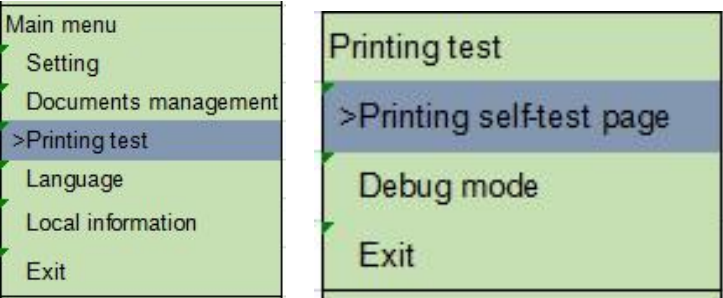 Main menu
Setting
Documents management
>Printing test
Language
Local information
Exit
Printing test
>Printing self-test page
Debug mode
Exit